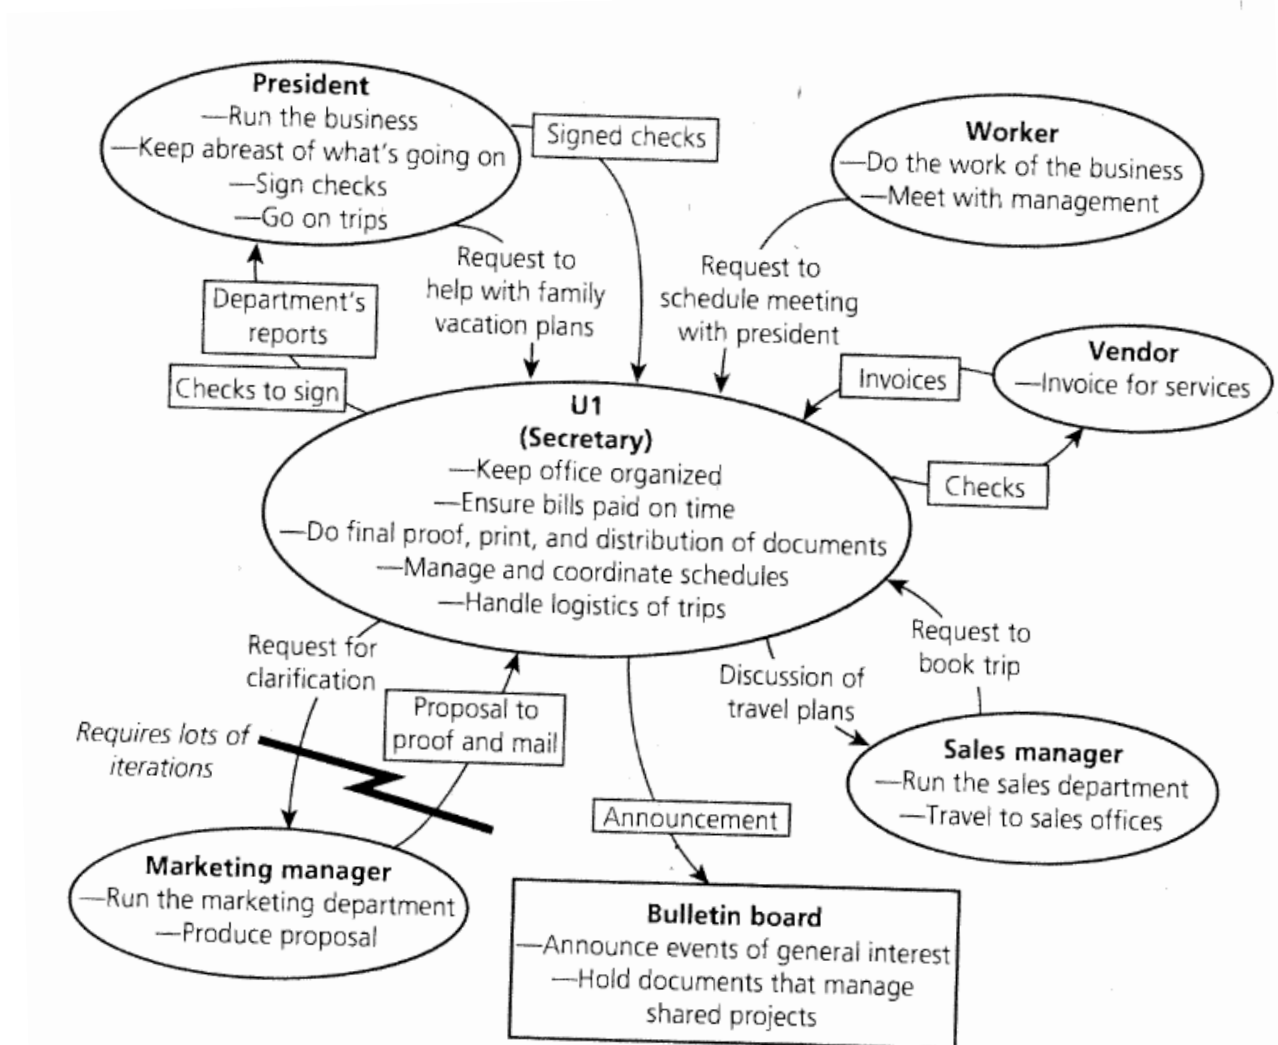 President
—Run the business
—Keep abreast of what's going on
—Sign checks
—Go on trips
Signed checks
Worker
—Do the work of the business
—Meet with management
Request to
help with family
vacation plans
Request to
schedule meeting
with president
Department's
reports
Checks to sign
Invoices
Vendor
—Invoice for services
Checks
U1
(Secretary)
—Keep office organized
—Ensure bills paid on time
—Do final proof, print, and distribution of documents
—Manage and coordinate schedules
—Handle logistics of trips
Request for
clarification
Proposal to
proof and mail
Requires lots of
iterations
Discussion of
travel plans
Request to
book trip
Sales manager
—Run the sales department
—Travel to sales offices
Announcement
Marketing manager
—Run the marketing department
—Produce proposal
Bulletin board
—Announce events of general interest
—Hold documents that manage
shared projects